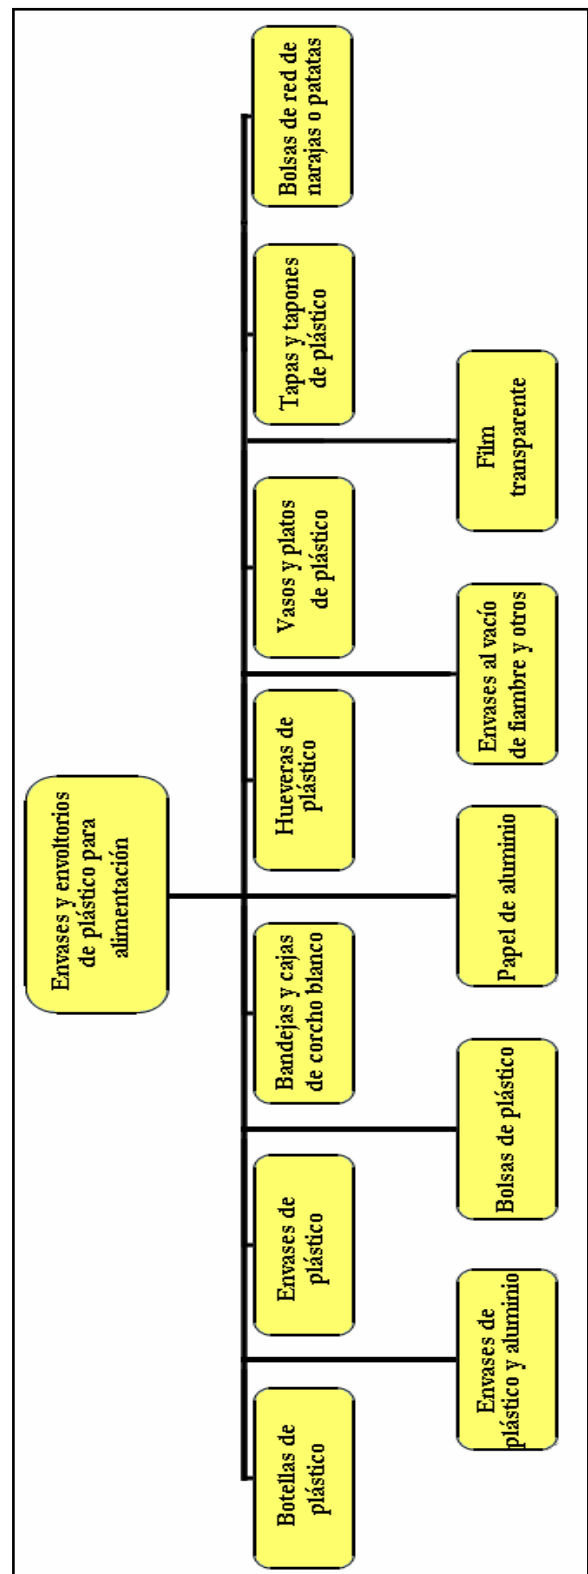 Envases y envoltorios
de plástico para
alimentación
Botellas de
plástico
Envases de
plástico
Bandejas y cajas
de corcho blanco
Hueveras de
plástico
Vasos y platos
de plástico
Tapas y tapones
de plástico
Bolsas de red de
narajas o patatas
Envases de
plástico y aluminio
Bolsas de plástico
Papel de aluminio
Envases al vacío
de fiambre y otros
Film
transparente